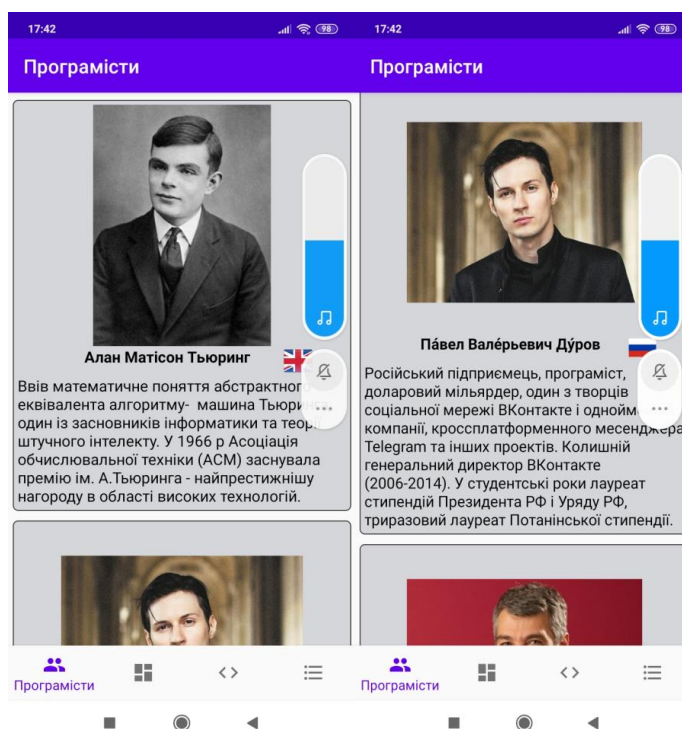 17:42
98
Програмісти
Алан Матісон Тьюринг
Ввів математичне поняття абстрактного
еквівалента алгоритму- машина Тьюринга,
один із засновників інформатики та теорії
штучного інтелекту. У 1966 р Асоціація
обчислювальної техніки (ACM) заснувала
премію ім. А.Тьюринга - найпрестижнішу
нагороду в області високих технологій.
Програмісти
17:42
98
Програмісти
Па́вел Вале́рьевич Ду́ров
Російський підприємець, програміст,
доларовий мільярдер, один з творців
соціальної мережі ВКонтакте і однойм
компанії, кроссплатформенного месенджера
Telegram та інших проектів. Колишній
генеральний директор ВКонтакте
(2006-2014). У студентські роки лауреат
стипендій Президента РФ і Уряду РФ,
триразовий лауреат Потанінської стипендії.
Програмісти